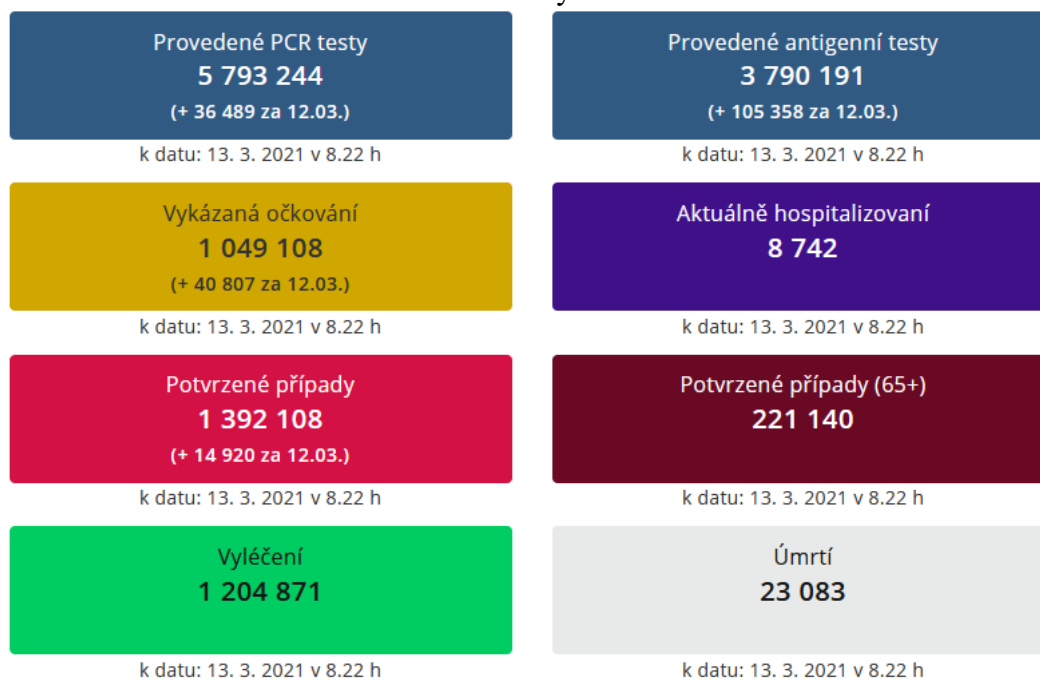 Provedené PCR testy
5 793 244
(+ 36 489 za 12.03.)
k datu: 13. 3. 2021 v 8.22 h
Provedené antigenní testy
3 790 191
(+ 105 358 za 12.03.)
k datu: 13. 3. 2021 v 8.22 h
Vykázaná očkování
1 049 108
(+ 40 807 za 12.03.)
k datu: 13. 3. 2021 v 8.22 h
Aktuálně hospitalizovaní
8 742
k datu: 13. 3. 2021 v 8.22 h
Potvrzené případy
1 392 108
(+ 14 920 za 12.03.)
k datu: 13. 3. 2021 v 8.22 h
Potvrzené případy (65+)
221 140
k datu: 13. 3. 2021 v 8.22 h
Vyléčení
1 204 871
k datu: 13. 3. 2021 v 8.22 h
Úmrtí
23 083
k datu: 13. 3. 2021 v 8.22 h